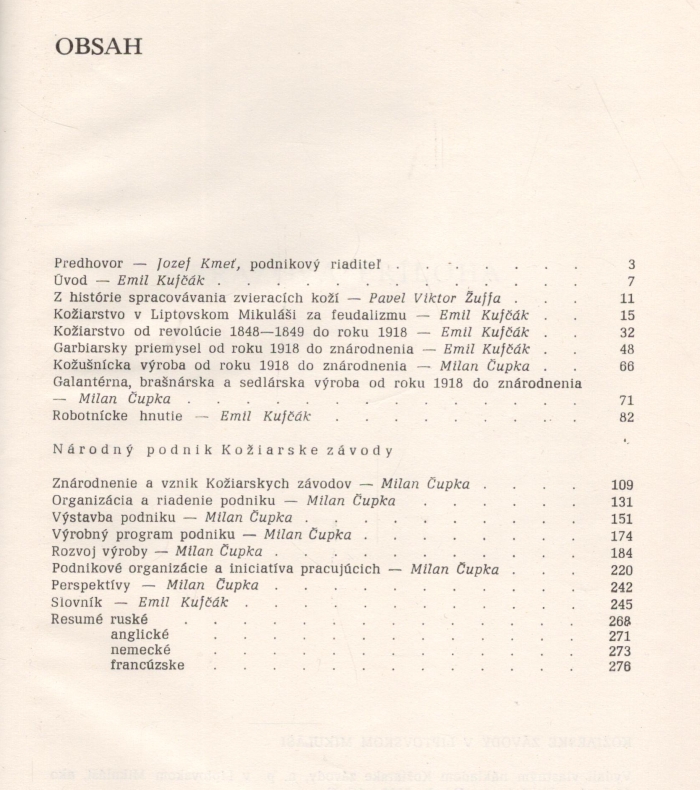 OBSAH
Predhovor — Jozef Kmeť, podnikový riaditeľ . . . . . . 3
Úvod — Emil Kufčák . . . . . . . . . . . . . 7
Z histórie spracovávania zvieracích koží — Pavel Viktor Žuffa . . . 11
Kožiarstvo v Liptovskom Mikuláši za feudalizmu — Emil Kufčák . . 15
Kožiarstvo od revolúcie 1848—1849 do roku 1918 — Emil Kufčák . . 32
Garbiarsky priemysel od roku 1918 do znárodnenia — Emil Kufčák . . 48
Kožušnícka výroba od roku 1918 do znárodnenia — Milan Čupka . . 66
Galantérna, brašnárska a sedlárska výroba od roku 1918 do znárodnenia
— Milan Čupka . . . . . . . . . . . . . . 71
Robotnícke hnutie — Emil Kufčák . . . . . . . . . 82
Národný podnik Kožiarske závody
Znárodnenie a vznik Kožiarskych závodov — Milan Čupka . . . . 109
Organizácia a riadenie podniku — Milan Čupka . . . . . . 131
Výstavba podniku — Milan Čupka . . . . . . . . . . 151
Výrobný program podniku — Milan Čupka . . . . . . . . 174
Rozvoj výroby — Milan Čupka . . . . . . . . . . . 184
Podnikové organizácie a iniciatíva pracujúcich — Milan Čupka . . . 220
Perspektívy — Milan Čupka . . . . . . . . . . . 242
Slovník — Emil Kufčák . . . . . . . . . . . . 245
Resumé ruské . . . . . . . . . . . . . . 268
anglické . . . . . . . . . . . . . 271
nemecké . . . . . . . . . . . . . 273
francúzske . . . . . . . . . . . . . 276